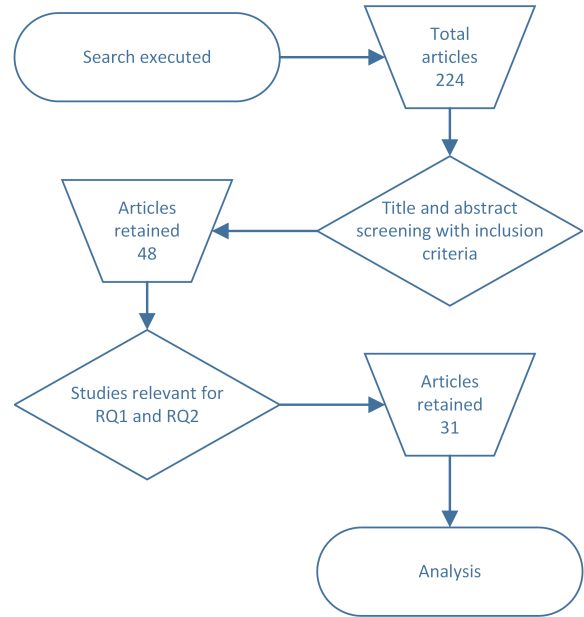 Search executed
Total
articles
224
Title and abstract
screening with inclusion
criteria
Articles
retained
48
Studies relevant for
RQ1 and RQ2
Articles
retained
31
Analysis